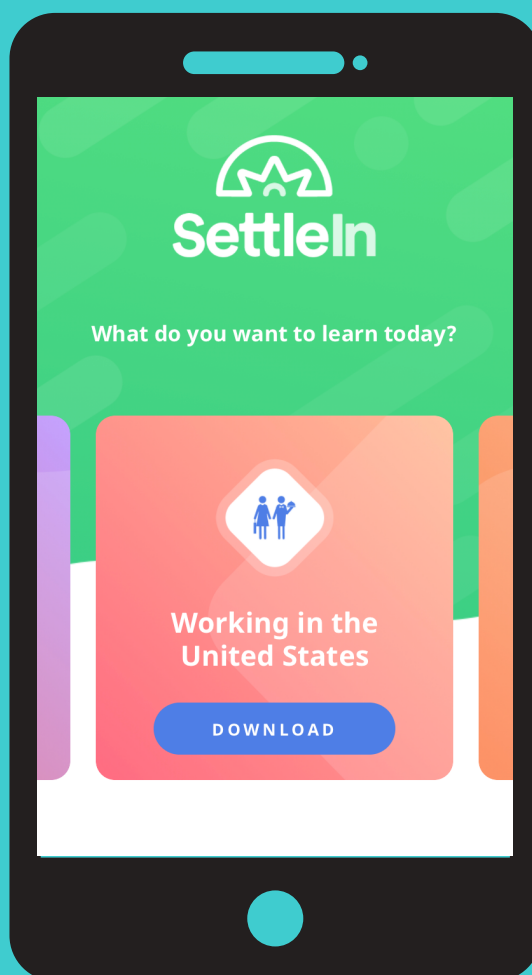 SettleIn
What do you want to learn today?
Working in the
United States
DOWNLOAD